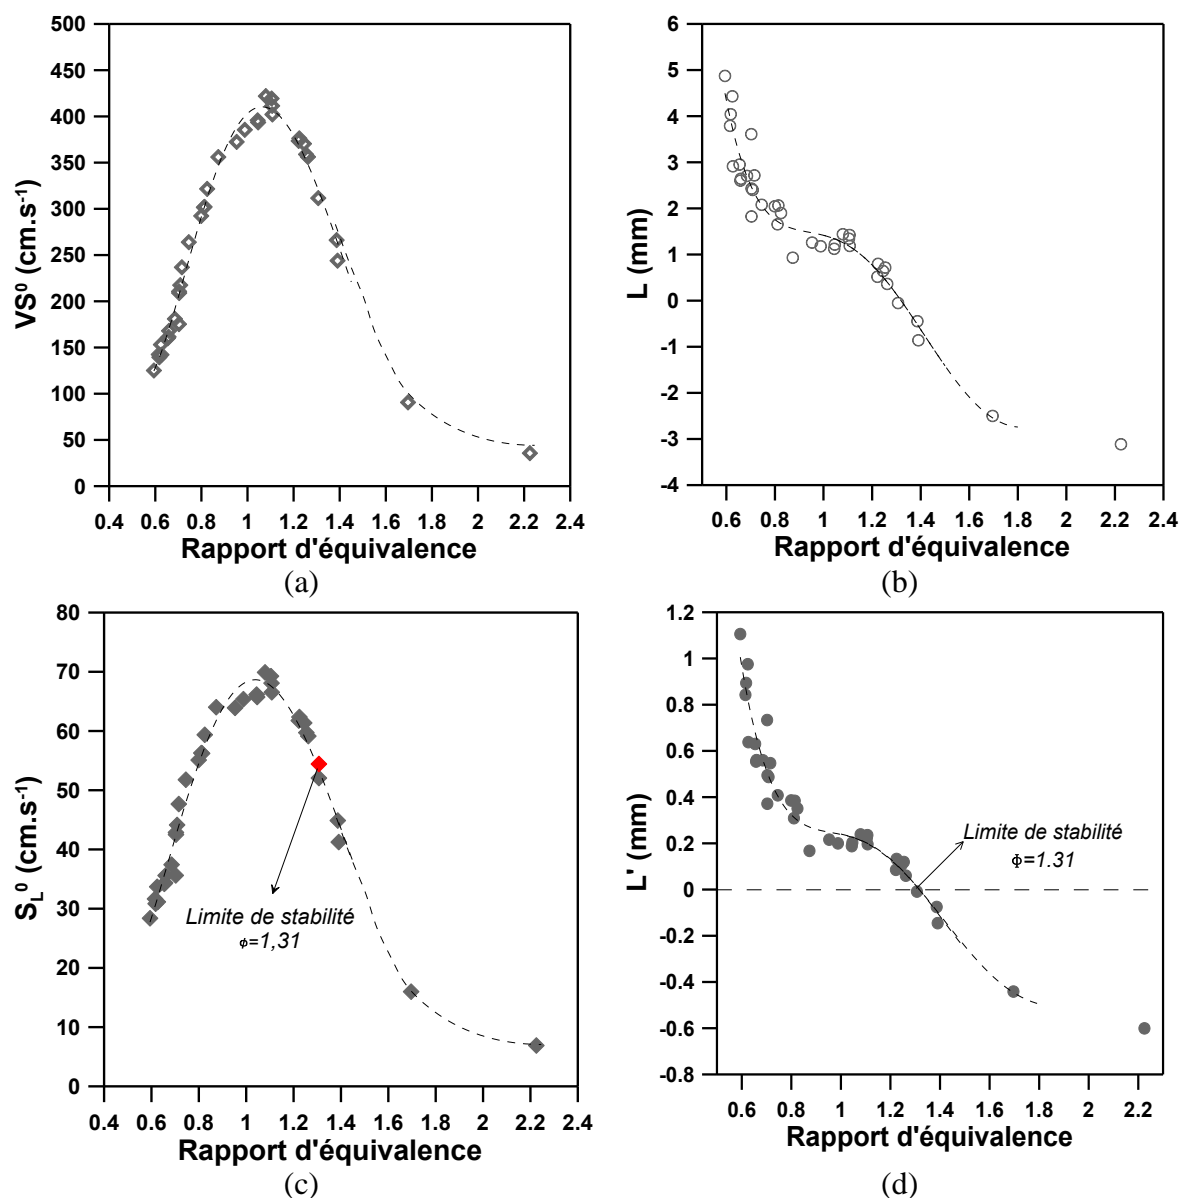 500
450
400
350
300
250
200
150
100
50
0
VS⁰ (cm.s⁻¹)
0.4 0.6 0.8 1 1.2 1.4 1.6 1.8 2 2.2 2.4
Rapport d'équivalence
(a)
6
5
4
3
2
1
0
-1
-2
-3
-4
L (mm)
0.6 0.8 1 1.2 1.4 1.6 1.8 2 2.2 2.4
Rapport d'équivalence
(b)
80
70
60
50
40
30
20
10
0
S_L⁰ (cm.s⁻¹)
Limite de stabilité
ϕ=1,31
0.4 0.6 0.8 1 1.2 1.4 1.6 1.8 2 2.2 2.4
Rapport d'équivalence
(c)
1.2
1
0.8
0.6
0.4
0.2
0
-0.2
-0.4
-0.6
-0.8
L' (mm)
Limite de stabilité
Φ=1.31
0.6 0.8 1 1.2 1.4 1.6 1.8 2 2.2
Rapport d'équivalence
(d)